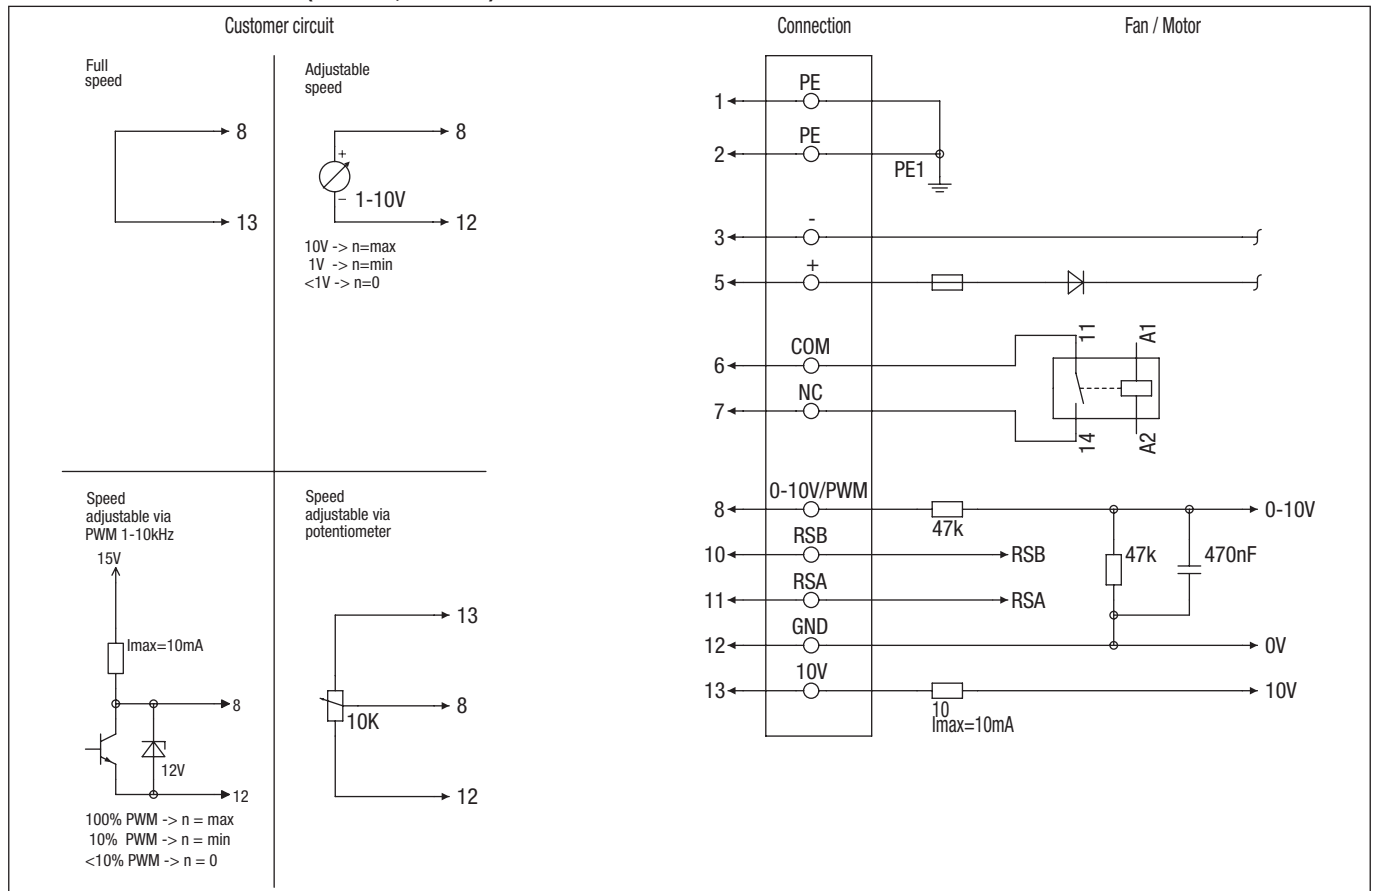 Customer circuit
Connection
Fan / Motor
Full
speed
8
13
Adjustable
speed
8
+
–
1-10V
12
10V -> n=max
1V -> n=min
<1V -> n=0
Speed
adjustable via
PWM 1-10kHz
15V
Imax=10mA
8
12V
12
100% PWM -> n = max
10% PWM -> n = min
<10% PWM -> n = 0
Speed
adjustable via
potentiometer
13
8
10K
12
1
PE
2
PE
PE1
3
-
5
+
11
A1
6
COM
7
NC
14
A2
8
0-10V/PWM
47k
0-10V
10
RSB
RSB
47k
470nF
11
RSA
RSA
12
GND
0V
13
10V
10V
10
Imax=10mA